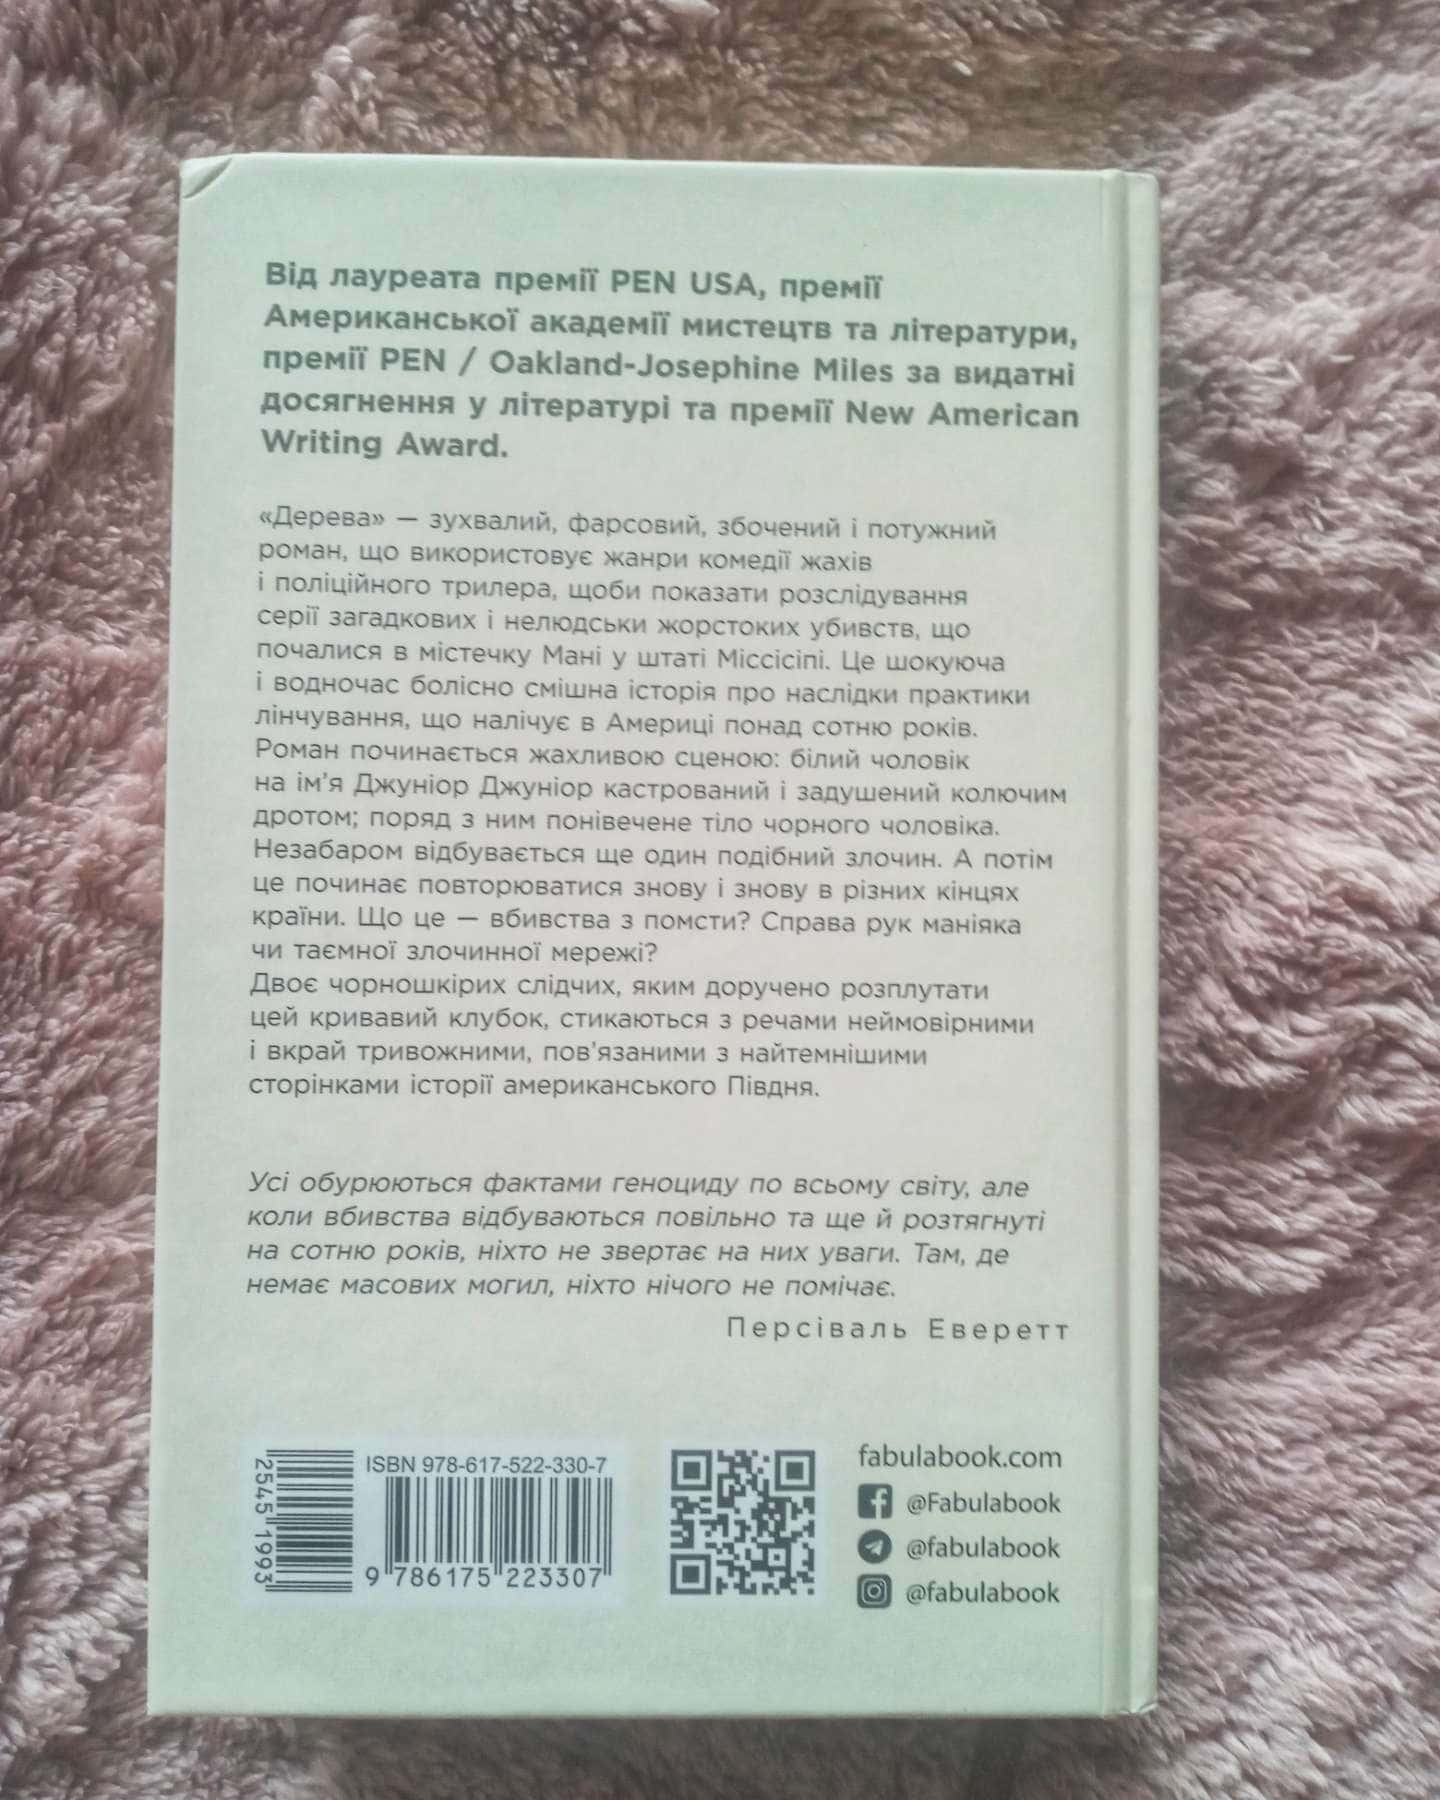 Від лауреата премії PEN USA, премії
Американської академії мистецтв та літератури,
премії PEN / Oakland-Josephine Miles за видатні
досягнення у літературі та премії New American
Writing Award.
«Дерева» — зухвалий, фарсовий, збочений і потужний
роман, що використовує жанри комедії жахів
і поліційного трилера, щоби показати розслідування
серії загадкових і нелюдськи жорстоких убивств, що
почалися в містечку Мані у штаті Міссісіпі. Це шокуюча
і водночас болісно смішна історія про наслідки практики
лінчування, що налічує в Америці понад сотню років.
Роман починається жахливою сценою: білий чоловік
на ім’я Джуніор Джуніор кастрований і задушений колючим
дротом; поряд з ним понівечене тіло чорного чоловіка.
Незабаром відбувається ще один подібний злочин. А потім
це починає повторюватися знову і знову в різних кінцях
країни. Що це — вбивства з помсти? Справа рук маніяка
чи таємної злочинної мережі?
Двоє чорношкірих слідчих, яким доручено розплутати
цей кривавий клубок, стикаються з речами неймовірними
і вкрай тривожними, пов’язаними з найтемнішими
сторінками історії американського Півдня.
Усі обурюються фактами геноциду по всьому світу, але
коли вбивства відбуваються повільно та ще й розтягнуті
на сотню років, ніхто не звертає на них уваги. Там, де
немає масових могил, ніхто нічого не помічає.
Персіваль Еверетт
2545 1993
ISBN 978-617-522-330-7
9 786175 223307
fabulabook.com
@Fabulabook
@fabulabook
@fabulabook